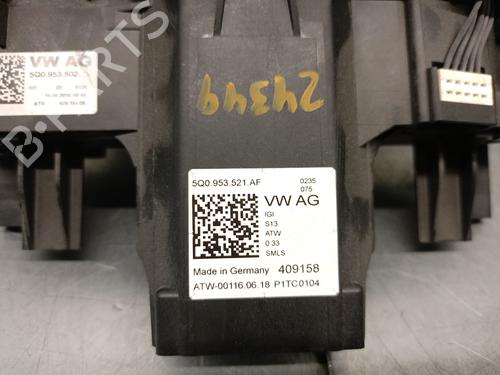 VW AG
5Q0.953.502.
24349
5Q0.953.521.AF
0235
075
VW AG
IGI
S13
ATW
0.33
SMLS
Made in Germany 409158
ATW-00116.06.18 P1TC0104
B-PARTS